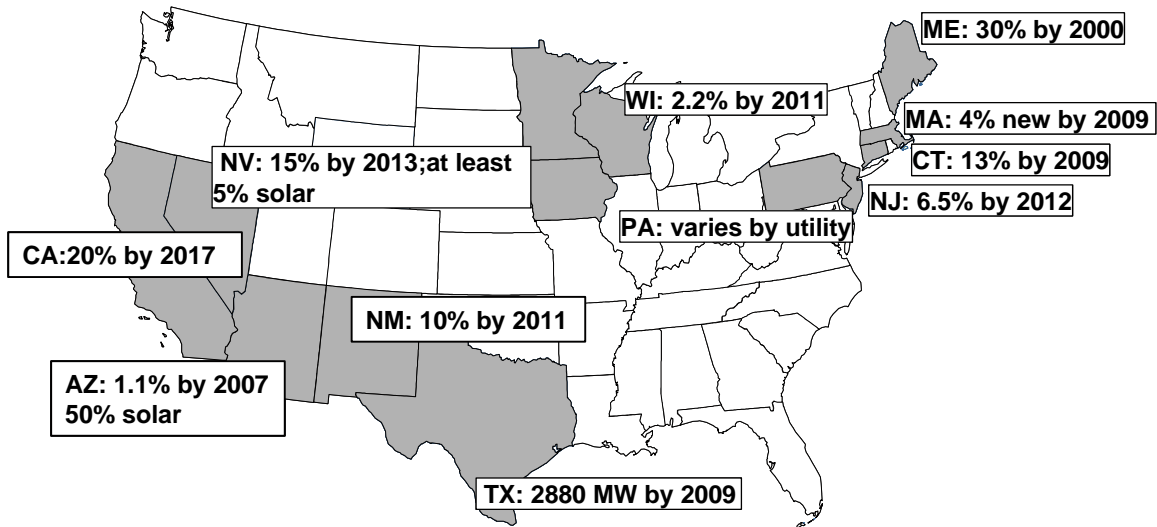 ME: 30% by 2000
WI: 2.2% by 2011
MA: 4% new by 2009
NV: 15% by 2013;at least
5% solar
CT: 13% by 2009
NJ: 6.5% by 2012
PA: varies by utility
CA:20% by 2017
NM: 10% by 2011
AZ: 1.1% by 2007
50% solar
TX: 2880 MW by 2009